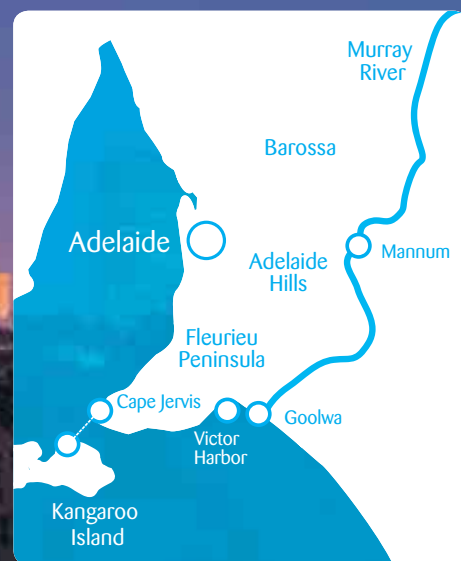 Murray
River
Barossa
Adelaide
Mannum
Adelaide
Hills
Fleurieu
Peninsula
Cape Jervis
Goolwa
Victor
Harbor
Kangaroo
Island